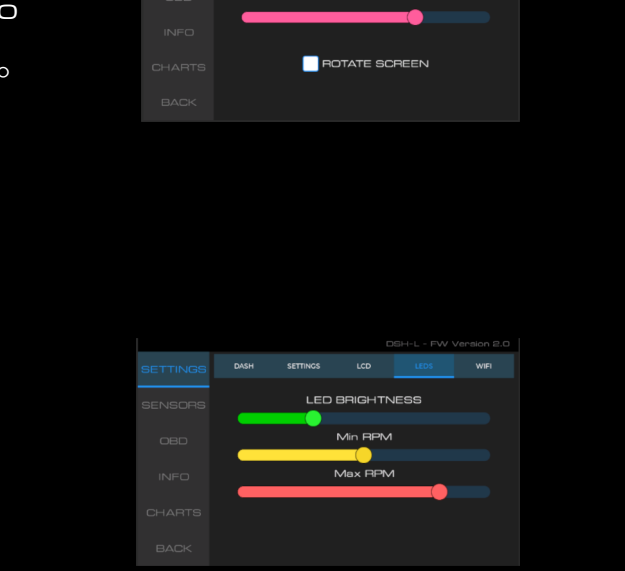 INFO
ROTATE SCREEN
CHARTS
BACK
DSH-L - FW Version 2.0
SETTINGS
DASH SETTINGS LCD LEDS WIFI
SENSORS
LED BRIGHTNESS
OBD
Min RPM
INFO
Max RPM
CHARTS
BACK